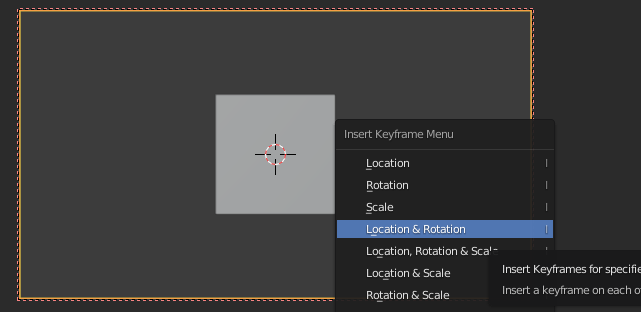 Insert Keyframe Menu
Location
I
Rotation
I
Scale
I
Location & Rotation
I
Location, Rotation & Scale
Location & Scale
Rotation & Scale
Insert Keyframes for specifie
Insert a keyframe on each o